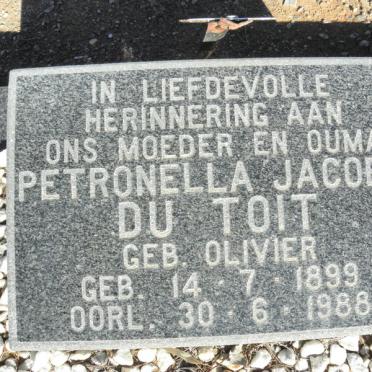 IN LIEFDEVOLLE
HERINNERING AAN
ONS MOEDER EN OUMA
PETRONELLA
DU TOIT
GEB. OLIVIER
GEB. 14 · 7 · 1899
OORL. 30 · 6 · 1988